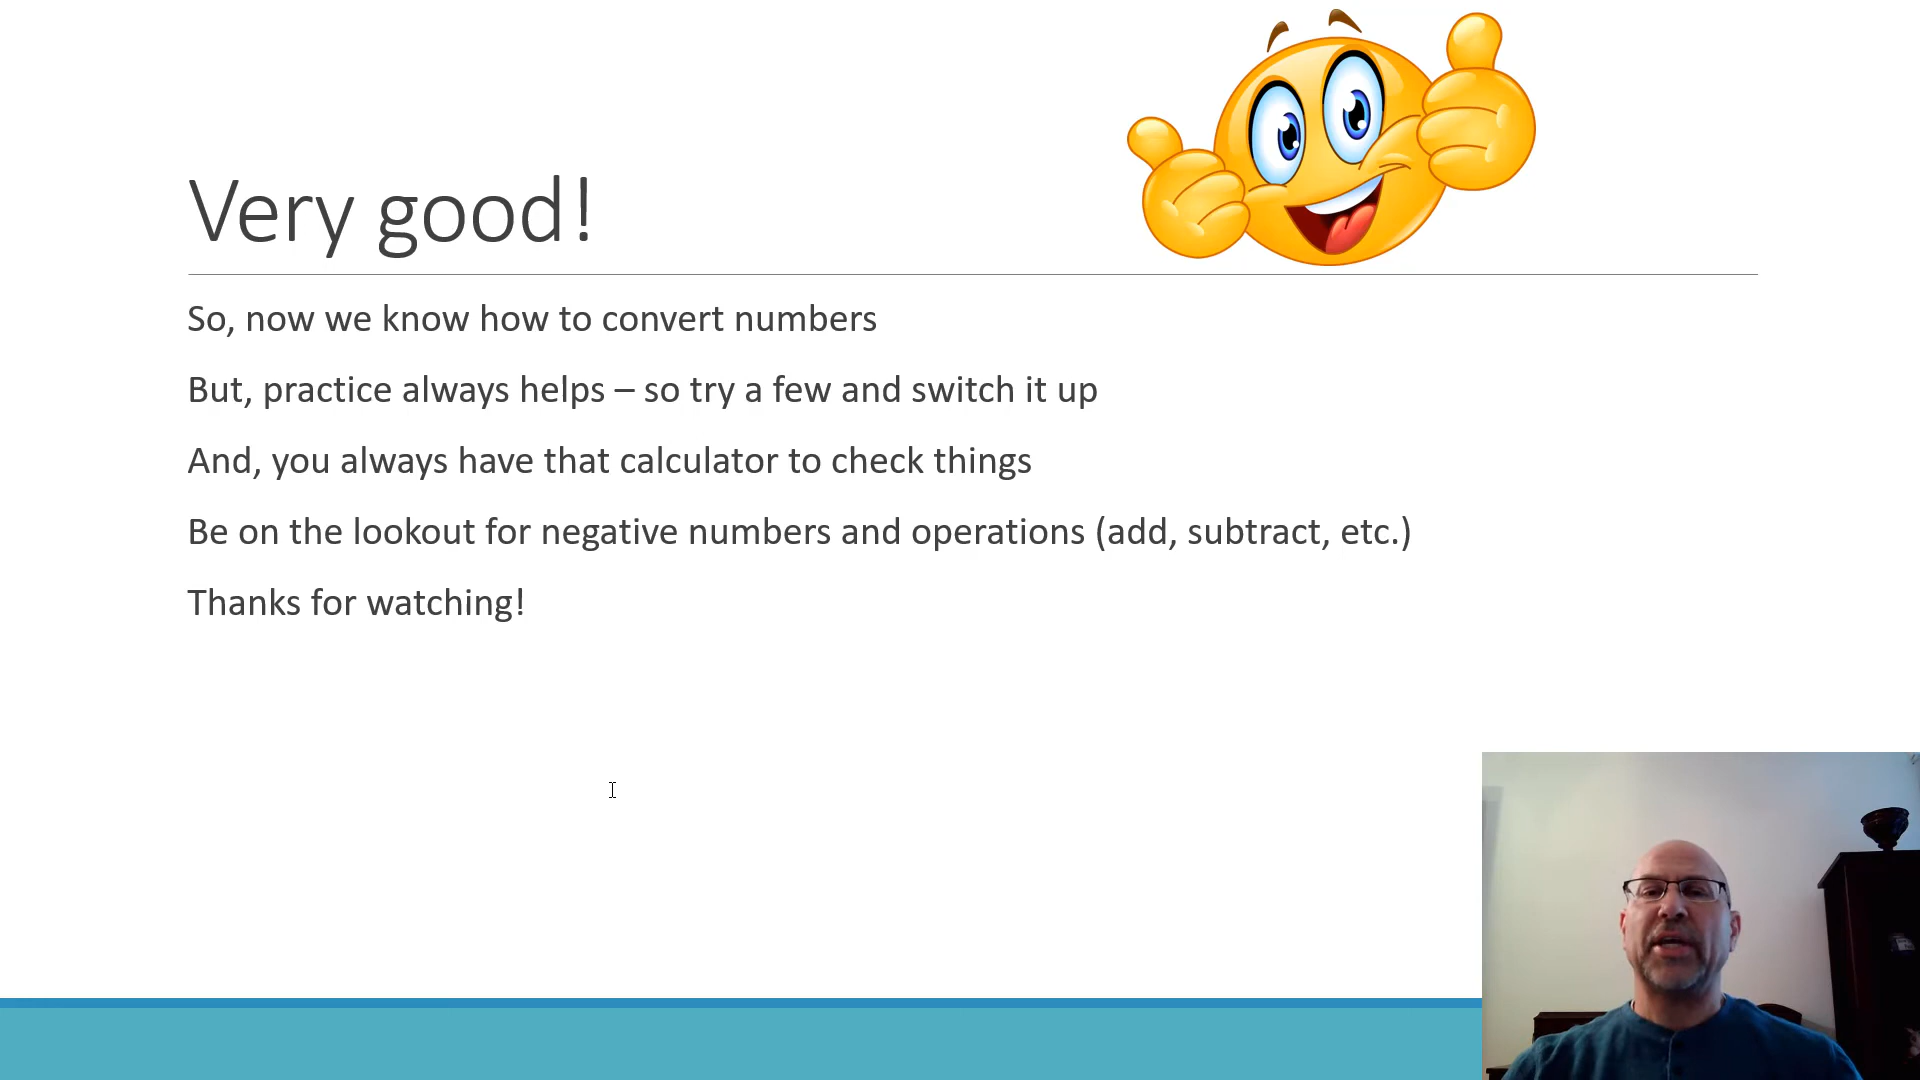 Very good!
So, now we know how to convert numbers
But, practice always helps – so try a few and switch it up
And, you always have that calculator to check things
Be on the lookout for negative numbers and operations (add, subtract, etc.)
Thanks for watching!